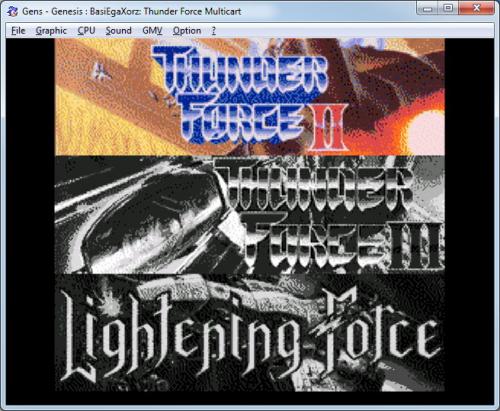 Gens - Genesis : BasiEgaXorz: Thunder Force Multicart
File Graphic CPU Sound GMV Option ?
THUNDER
FORCE II
THUNDER
FORCE III
Lightening Force